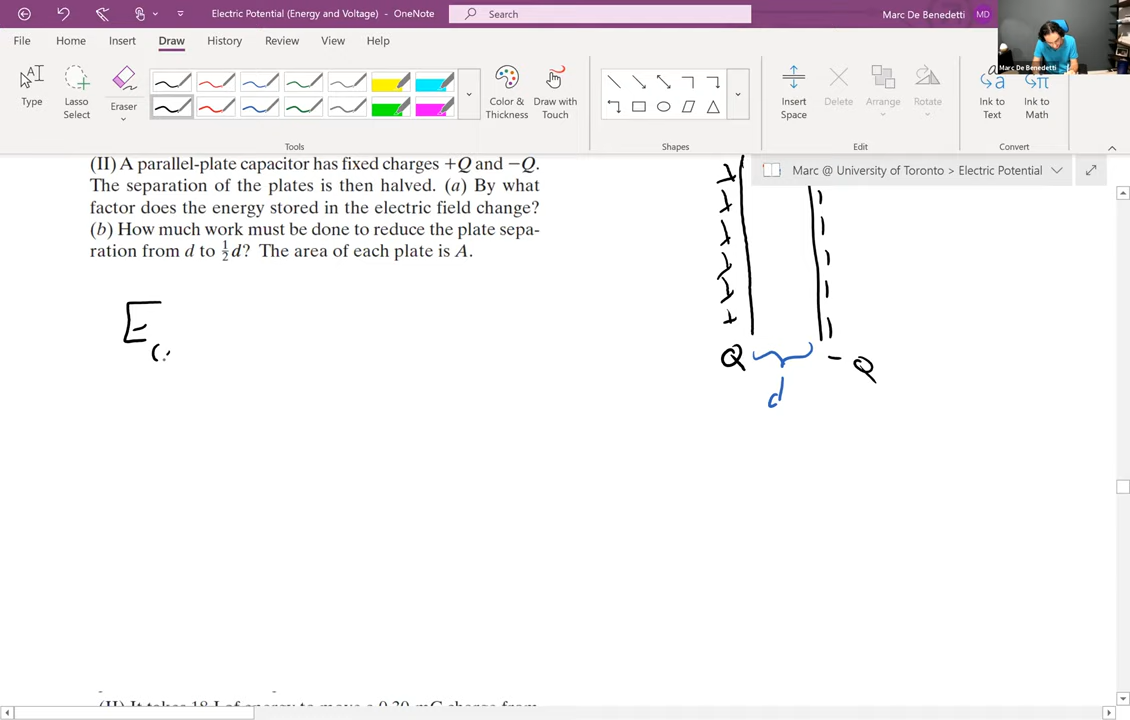 Electric Potential (Energy and Voltage) - OneNote
Search
Marc De Benedetti MD
File Home Insert Draw History Review View Help
Marc De Benedetti
Type
Lasso Select
Eraser
Color & Thickness
Draw with Touch
Insert Space
Delete
Arrange
Rotate
Ink to Text
Ink to Math
Tools
Shapes
Edit
Convert
Marc @ University of Toronto > Electric Potential
(II) A parallel-plate capacitor has fixed charges +Q and −Q.
The separation of the plates is then halved. (a) By what
factor does the energy stored in the electric field change?
(b) How much work must be done to reduce the plate sepa-
ration from d to ½d? The area of each plate is A.
E
Q
- Q
d